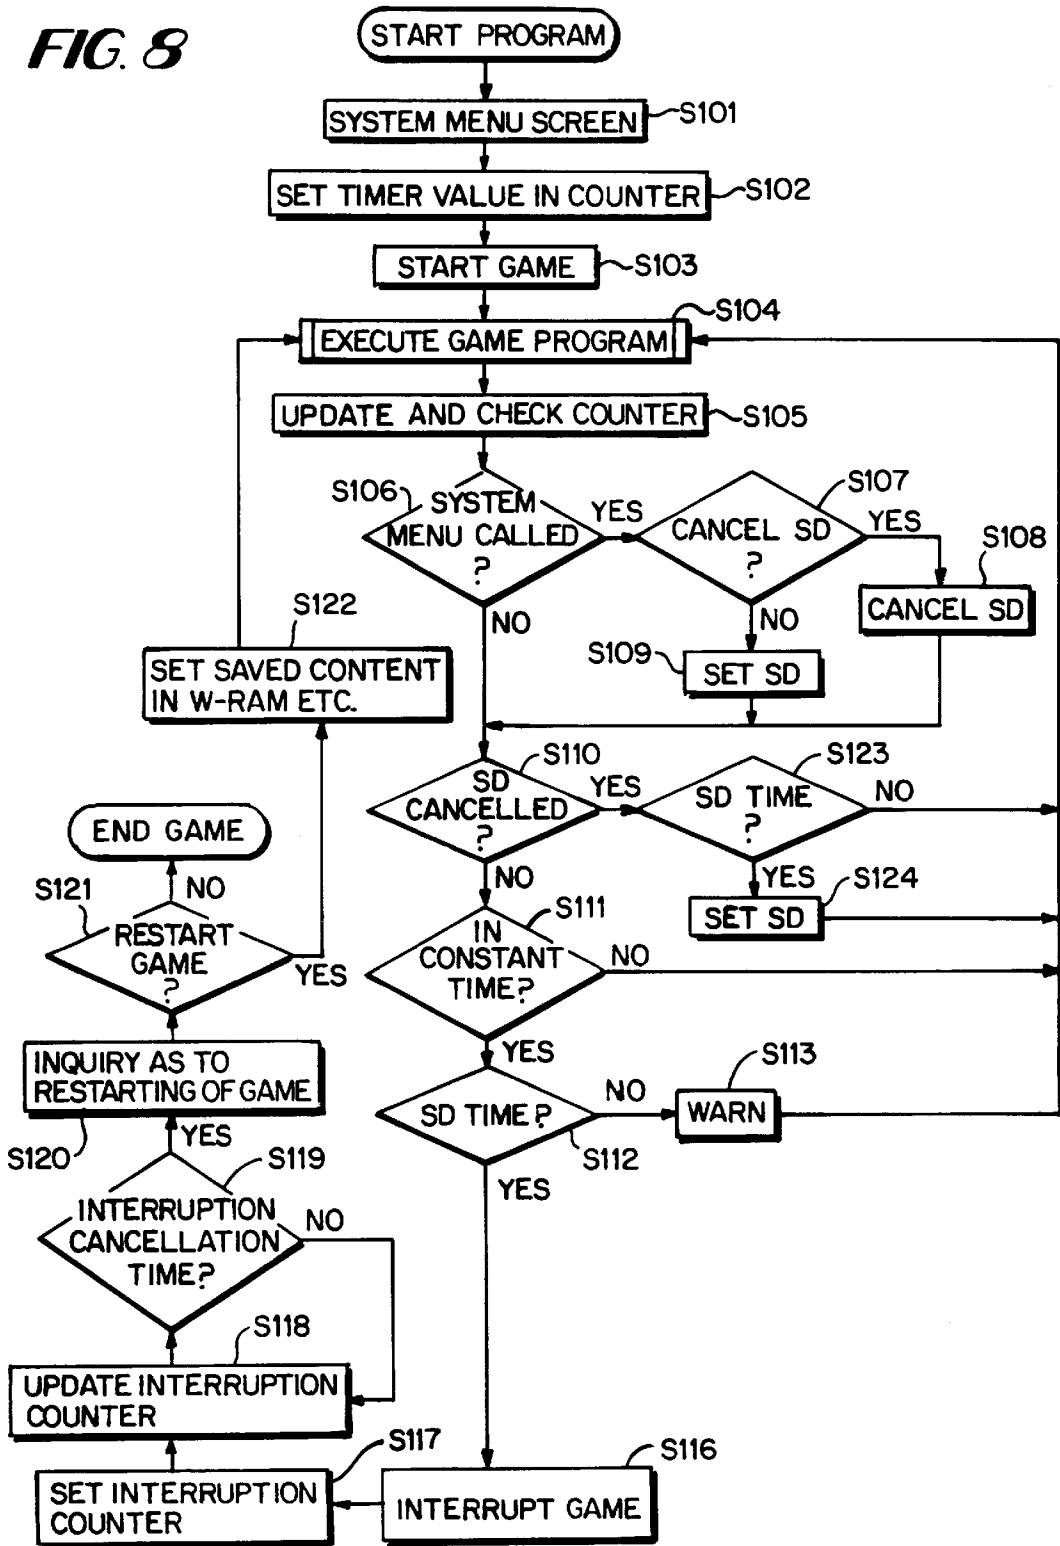 FIG. 8
START PROGRAM
SYSTEM MENU SCREEN
S101
SET TIMER VALUE IN COUNTER
S102
START GAME
S103
EXECUTE GAME PROGRAM
S104
UPDATE AND CHECK COUNTER
S105
S106
SYSTEM
MENU CALLED
?
YES
NO
S107
CANCEL SD
?
YES
NO
S108
CANCEL SD
S109
SET SD
S122
SET SAVED CONTENT
IN W-RAM ETC.
S110
SD
CANCELLED
?
YES
NO
S123
SD TIME
?
NO
YES
S124
SET SD
END GAME
NO
S121
RESTART
GAME
?
YES
S111
IN
CONSTANT
TIME?
NO
YES
INQUIRY AS TO
RESTARTING OF GAME
S120
YES
SD TIME?
NO
S112
YES
S113
WARN
S119
INTERRUPTION
CANCELLATION
TIME?
NO
S118
UPDATE INTERRUPTION
COUNTER
S117
SET INTERRUPTION
COUNTER
S116
INTERRUPT GAME